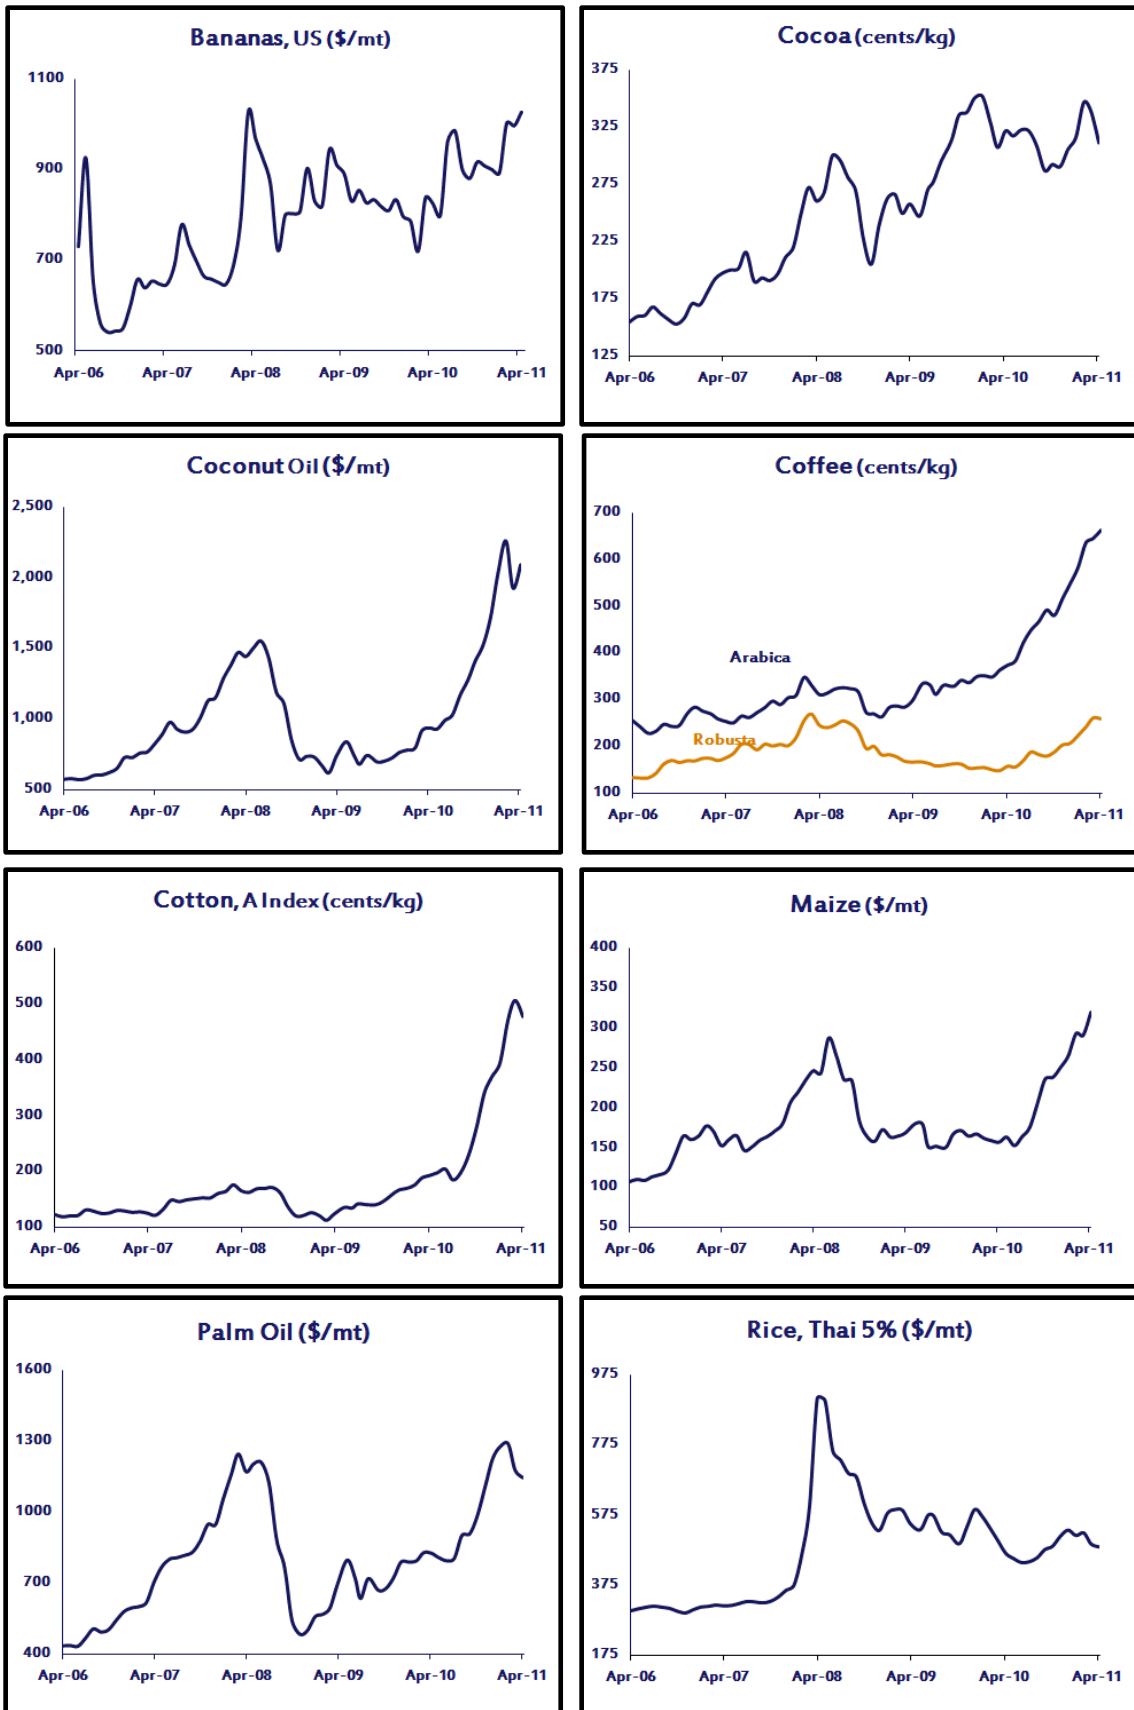 Bananas, US ($/mt)
1100
900
700
500
Apr-06 Apr-07 Apr-08 Apr-09 Apr-10 Apr-11
Cocoa (cents/kg)
375
325
275
225
175
125
Apr-06 Apr-07 Apr-08 Apr-09 Apr-10 Apr-11
Coconut Oil ($/mt)
2,500
2,000
1,500
1,000
500
Apr-06 Apr-07 Apr-08 Apr-09 Apr-10 Apr-11
Coffee (cents/kg)
700
600
500
400
Arabica
300
Robusta
200
100
Apr-06 Apr-07 Apr-08 Apr-09 Apr-10 Apr-11
Cotton, A Index (cents/kg)
600
500
400
300
200
100
Apr-06 Apr-07 Apr-08 Apr-09 Apr-10 Apr-11
Maize ($/mt)
400
350
300
250
200
150
100
50
Apr-06 Apr-07 Apr-08 Apr-09 Apr-10 Apr-11
Palm Oil ($/mt)
1600
1300
1000
700
400
Apr-06 Apr-07 Apr-08 Apr-09 Apr-10 Apr-11
Rice, Thai 5% ($/mt)
975
775
575
375
175
Apr-06 Apr-07 Apr-08 Apr-09 Apr-10 Apr-11